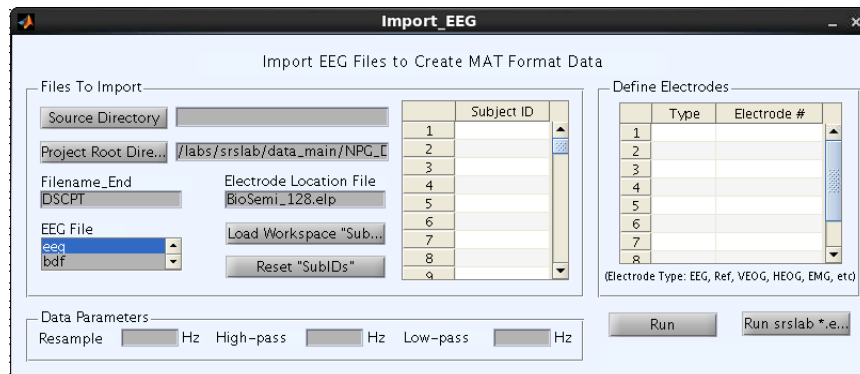 Import_EEG
Import EEG Files to Create MAT Format Data
Files To Import
Source Directory
Project Root Dire... /labs/srslab/data_main/NPG_D
Filename_End
DSCPT
Electrode Location File
BioSemi_128.elp
EEG File
eeg
bdf
Load Workspace "Sub...
Reset "SubIDs"
Subject ID
1
2
3
4
5
6
7
8
9
Define Electrodes
Type Electrode #
1
2
3
4
5
6
7
8
(Electrode Type: EEG, Ref, VEOG, HEOG, EMG, etc)
Data Parameters
Resample Hz High-pass Hz Low-pass Hz
Run
Run srslab *.e...